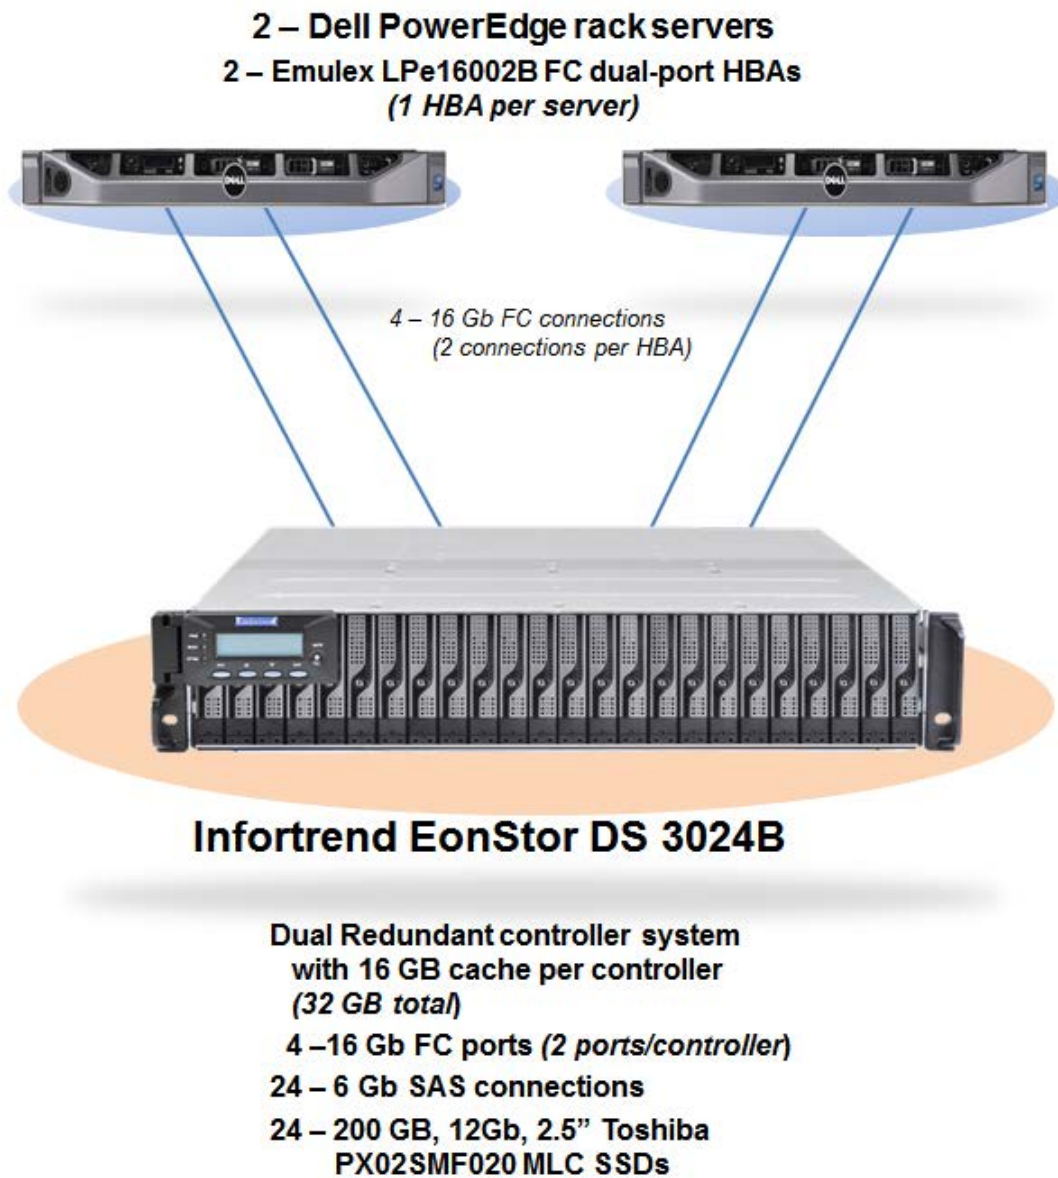 2 – Dell PowerEdge rack servers
2 – Emulex LPe16002B FC dual-port HBAs
(1 HBA per server)
DELL
DELL
4 – 16 Gb FC connections
(2 connections per HBA)
Infortrend EonStor DS 3024B
Dual Redundant controller system
with 16 GB cache per controller
(32 GB total)
4 –16 Gb FC ports (2 ports/controller)
24 – 6 Gb SAS connections
24 – 200 GB, 12Gb, 2.5” Toshiba
PX02SMF020 MLC SSDs